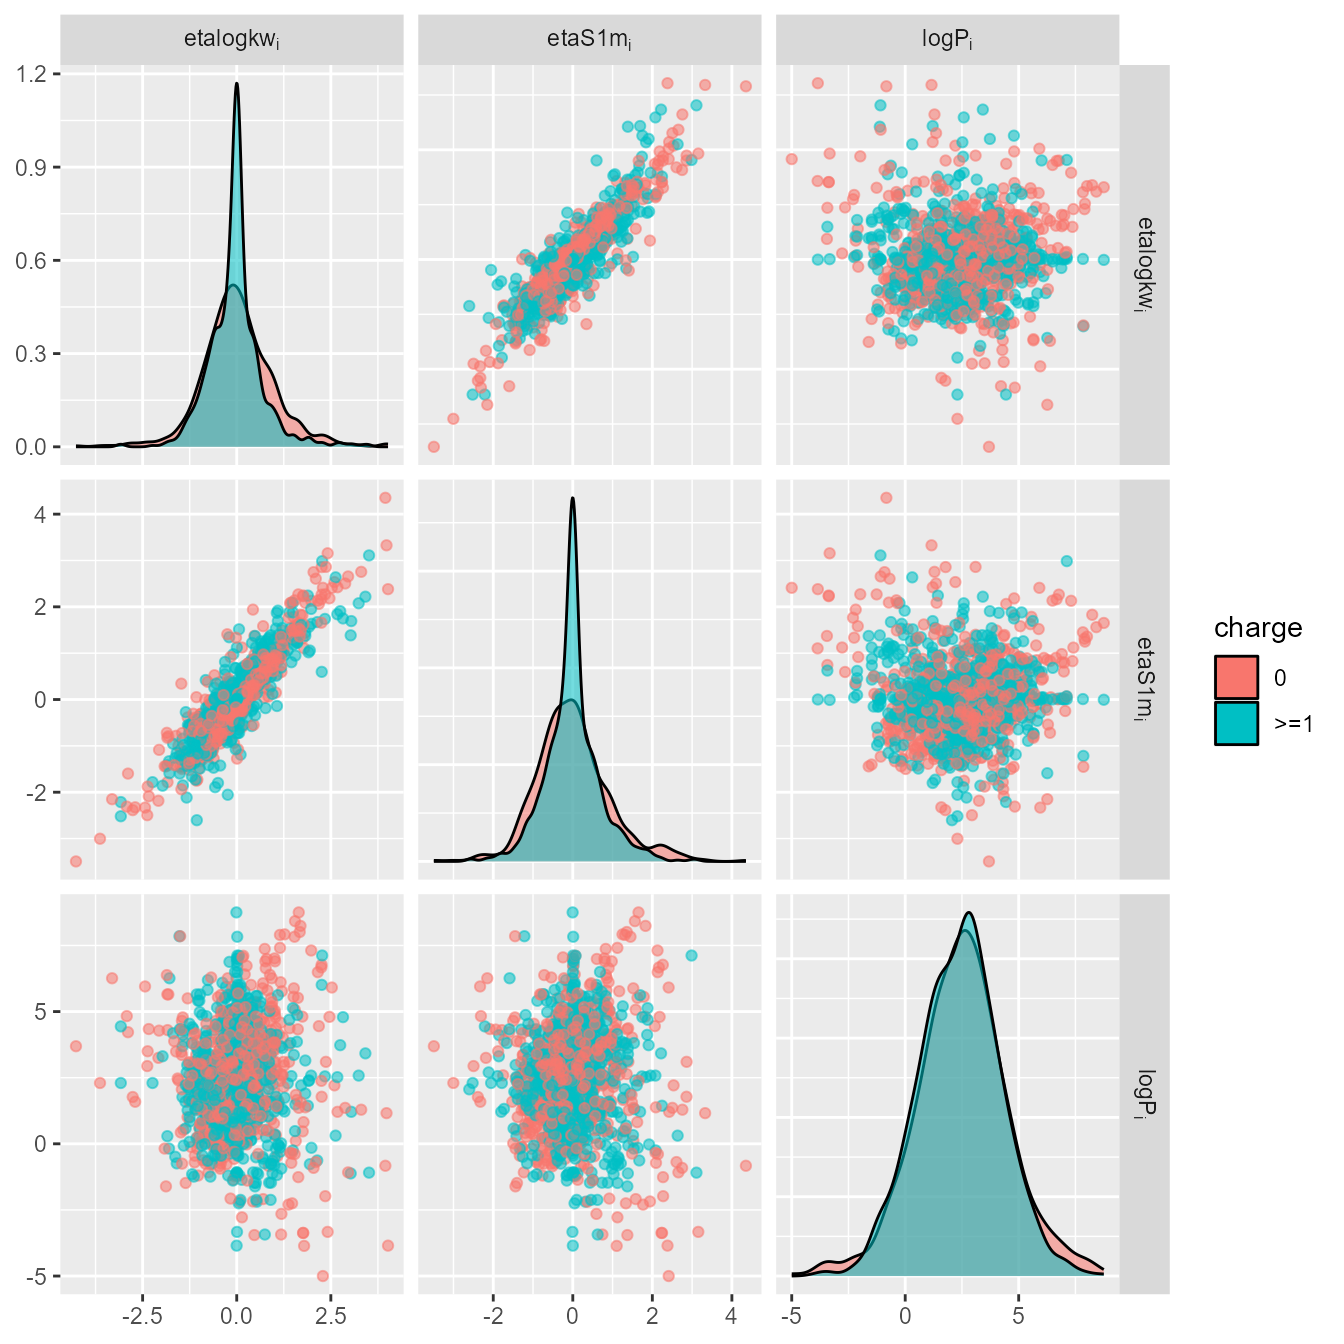 etalogkwᵢ etaS1mᵢ logPᵢ
1.2
0.9
0.6
0.3
0.0
etalogkwᵢ
4
2
0
-2
etaS1mᵢ
charge
0
>=1
5
0
-5
logPᵢ
-2.5 0.0 2.5 -2 0 2 4 -5 0 5